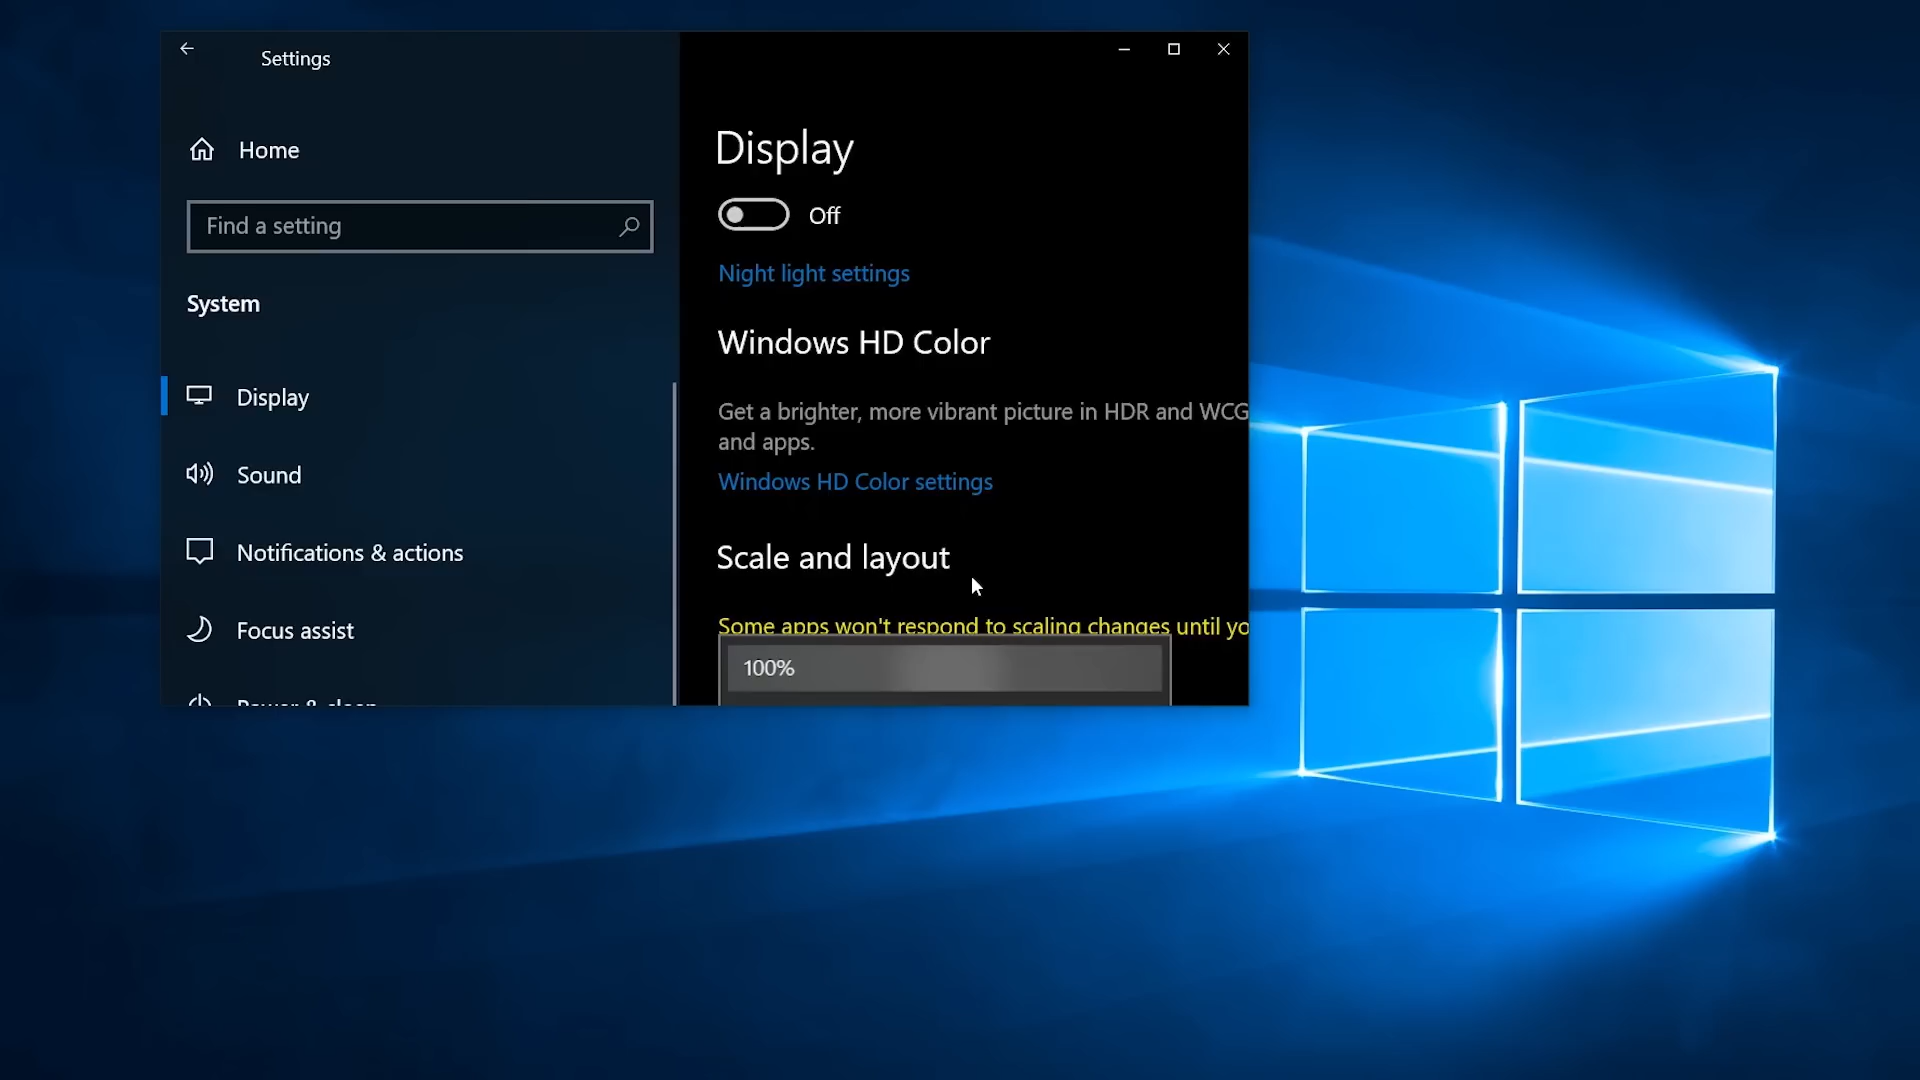 Settings
Home
Find a setting
System
Display
Sound
Notifications & actions
Focus assist
Power & sleep
Display
Off
Night light settings
Windows HD Color
Get a brighter, more vibrant picture in HDR and WCG
and apps.
Windows HD Color settings
Scale and layout
Some apps won't respond to scaling changes until yo
100%